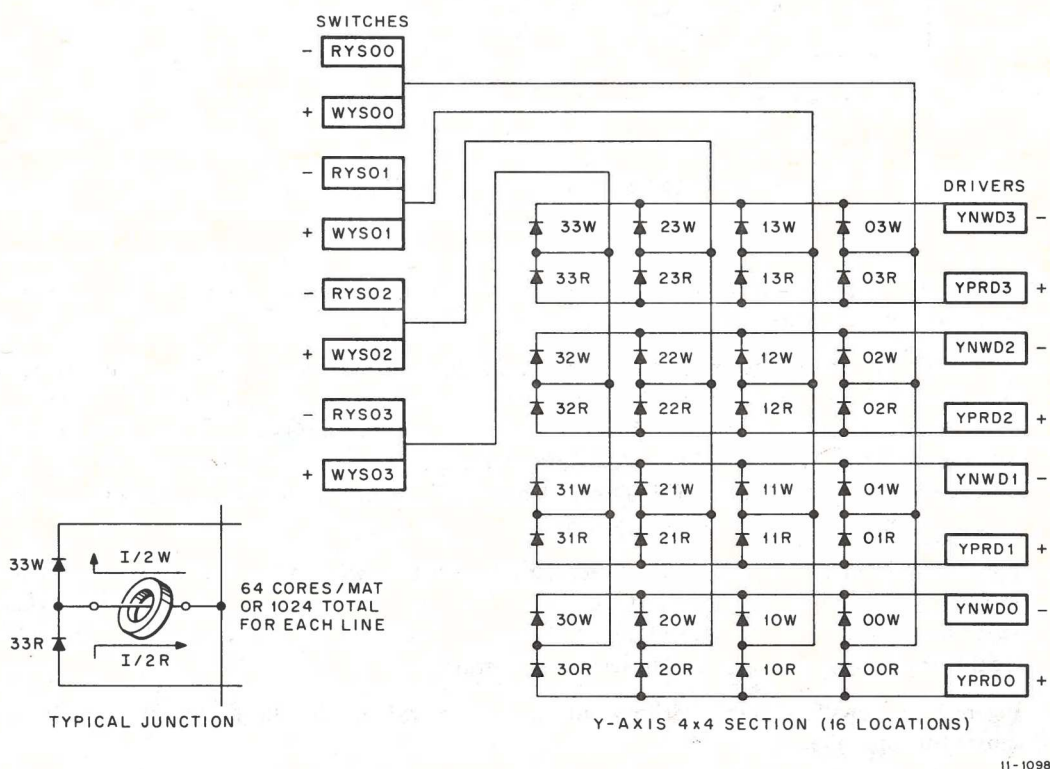 SWITCHES
- RYS00
+ WYS00
- RYS01
+ WYS01
- RYS02
+ WYS02
- RYS03
+ WYS03
DRIVERS
33W 23W 13W 03W YNWD3 -
33R 23R 13R 03R YPRD3 +
32W 22W 12W 02W YNWD2 -
32R 22R 12R 02R YPRD2 +
31W 21W 11W 01W YNWD1 -
31R 21R 11R 01R YPRD1 +
30W 20W 10W 00W YNWD0 -
30R 20R 10R 00R YPRD0 +
Y-AXIS 4x4 SECTION (16 LOCATIONS)
33W
I/2W
33R
I/2R
64 CORES/MAT
OR 1024 TOTAL
FOR EACH LINE
TYPICAL JUNCTION
11-1098